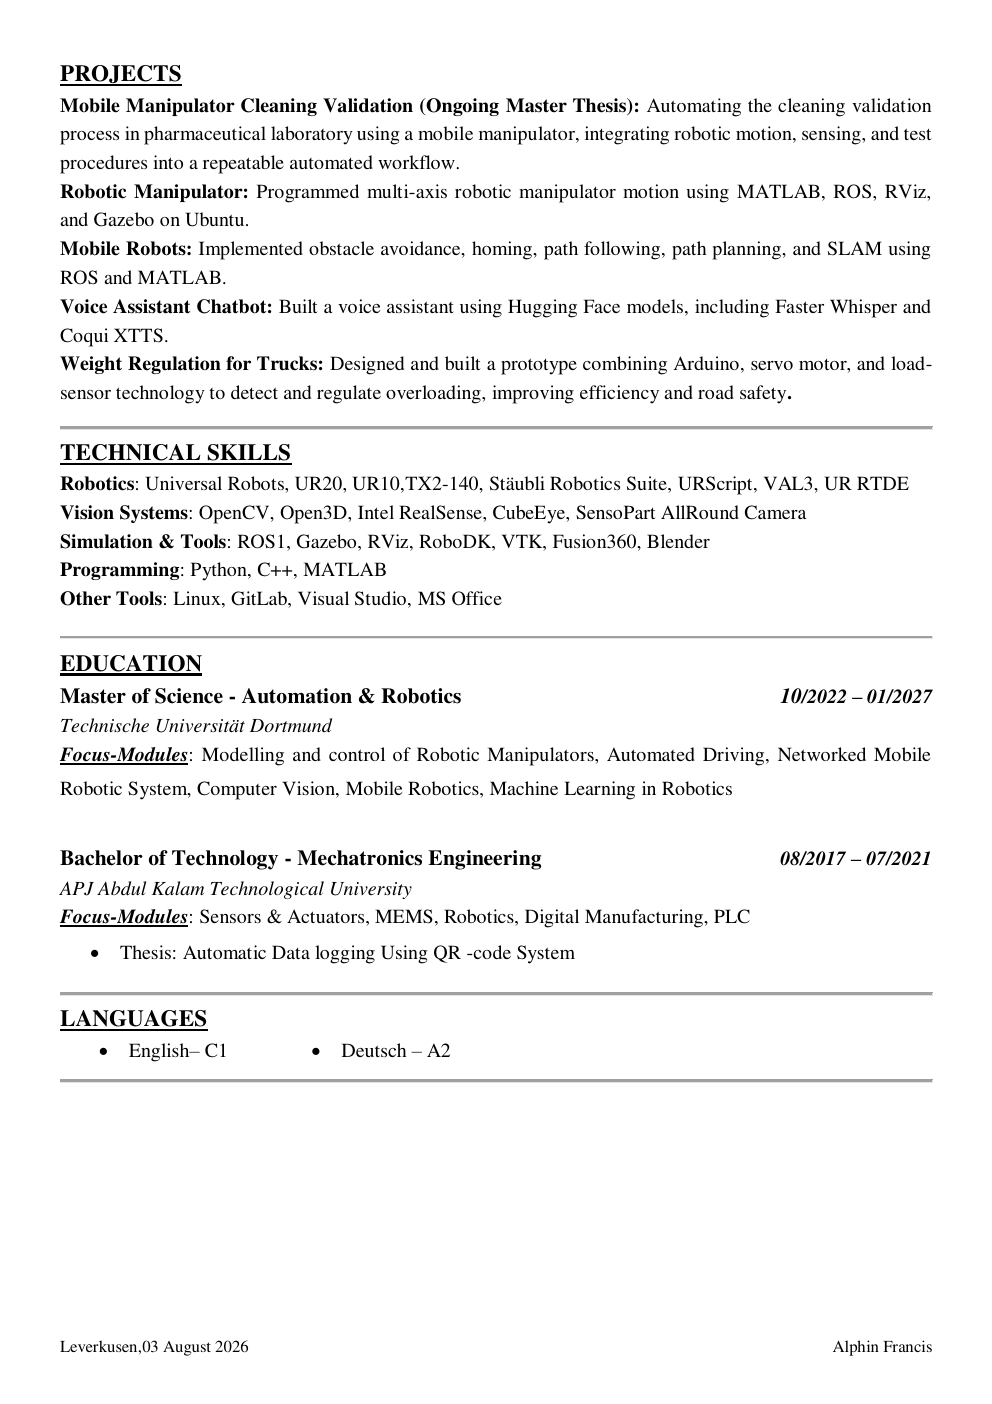 PROJECTS
Mobile Manipulator Cleaning Validation (Ongoing Master Thesis): Automating the cleaning validation
process in pharmaceutical laboratory using a mobile manipulator, integrating robotic motion, sensing, and test
procedures into a repeatable automated workflow.
Robotic Manipulator: Programmed multi-axis robotic manipulator motion using MATLAB, ROS, RViz,
and Gazebo on Ubuntu.
Mobile Robots: Implemented obstacle avoidance, homing, path following, path planning, and SLAM using
ROS and MATLAB.
Voice Assistant Chatbot: Built a voice assistant using Hugging Face models, including Faster Whisper and
Coqui XTTS.
Weight Regulation for Trucks: Designed and built a prototype combining Arduino, servo motor, and load-
sensor technology to detect and regulate overloading, improving efficiency and road safety.
TECHNICAL SKILLS
Robotics: Universal Robots, UR20, UR10,TX2-140, Stäubli Robotics Suite, URScript, VAL3, UR RTDE
Vision Systems: OpenCV, Open3D, Intel RealSense, CubeEye, SensoPart AllRound Camera
Simulation & Tools: ROS1, Gazebo, RViz, RoboDK, VTK, Fusion360, Blender
Programming: Python, C++, MATLAB
Other Tools: Linux, GitLab, Visual Studio, MS Office
EDUCATION
Master of Science - Automation & Robotics 10/2022 – 01/2027
Technische Universität Dortmund
Focus-Modules: Modelling and control of Robotic Manipulators, Automated Driving, Networked Mobile
Robotic System, Computer Vision, Mobile Robotics, Machine Learning in Robotics
Bachelor of Technology - Mechatronics Engineering 08/2017 – 07/2021
APJ Abdul Kalam Technological University
Focus-Modules: Sensors & Actuators, MEMS, Robotics, Digital Manufacturing, PLC
• Thesis: Automatic Data logging Using QR -code System
LANGUAGES
• English– C1 • Deutsch – A2
Leverkusen,03 August 2026 Alphin Francis